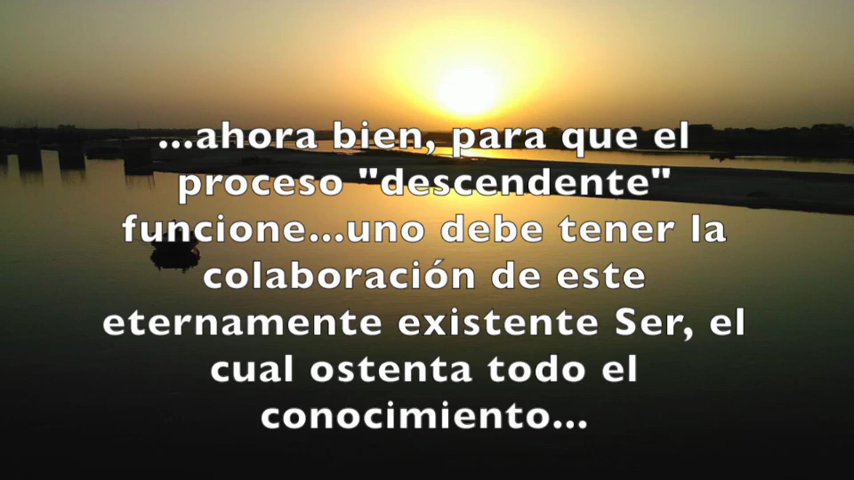 ...ahora bien, para que el
proceso "descendente"
funcione...uno debe tener la
colaboración de este
eternamente existente Ser, el
cual ostenta todo el
conocimiento...